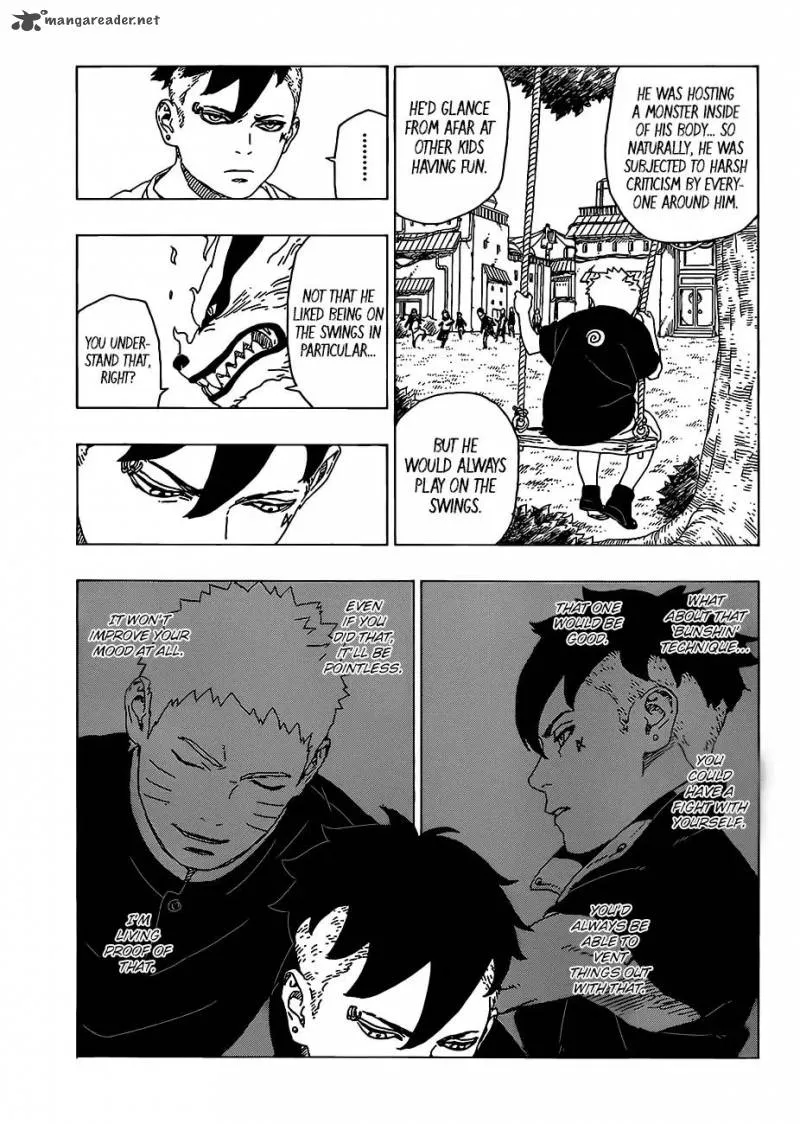 mangareader.net
HE WAS HOSTING
A MONSTER INSIDE
OF HIS BODY... SO
NATURALLY, HE WAS
SUBJECTED TO HARSH
CRITICISM BY EVERY-
ONE AROUND HIM.
HE'D GLANCE
FROM AFAR AT
OTHER KIDS
HAVING FUN.
BUT HE
WOULD ALWAYS
PLAY ON THE
SWINGS.
........
NOT THAT HE
LIKED BEING ON
THE SWINGS IN
PARTICULAR...
YOU UNDER-
STAND THAT,
RIGHT?
WHAT
ABOUT THAT
'BUNSHIN'
TECHNIQUE...
THAT ONE
WOULD BE
GOOD.
YOU
COULD
HAVE A
FIGHT WITH
YOURSELF.
YOU'D
ALWAYS BE
ABLE TO
VENT
THINGS OUT
WITH THAT.
EVEN
IF YOU
DID THAT,
IT'LL BE
POINTLESS.
IT WON'T
IMPROVE YOUR
MOOD AT ALL.
I'M
LIVING
PROOF OF
THAT.